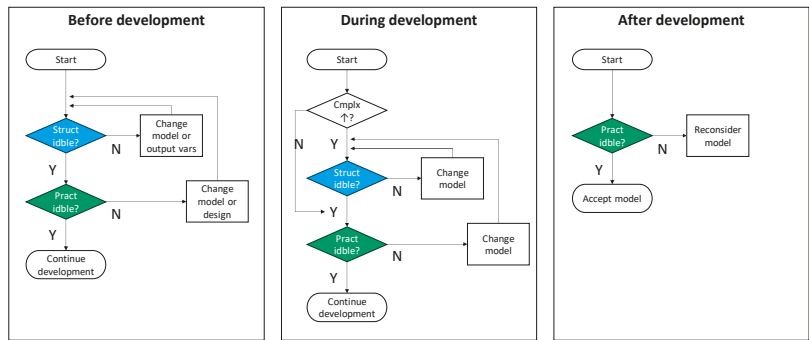 Before development
Start
Struct
idble?
N
Change
model or
output vars
Y
Pract
idble?
N
Change
model or
design
Y
Continue
development
During development
Start
Cmplx
↑?
N
Y
Struct
idble?
N
Change
model
Y
Pract
idble?
N
Change
model
Y
Continue
development
After development
Start
Pract
idble?
N
Reconsider
model
Y
Accept model